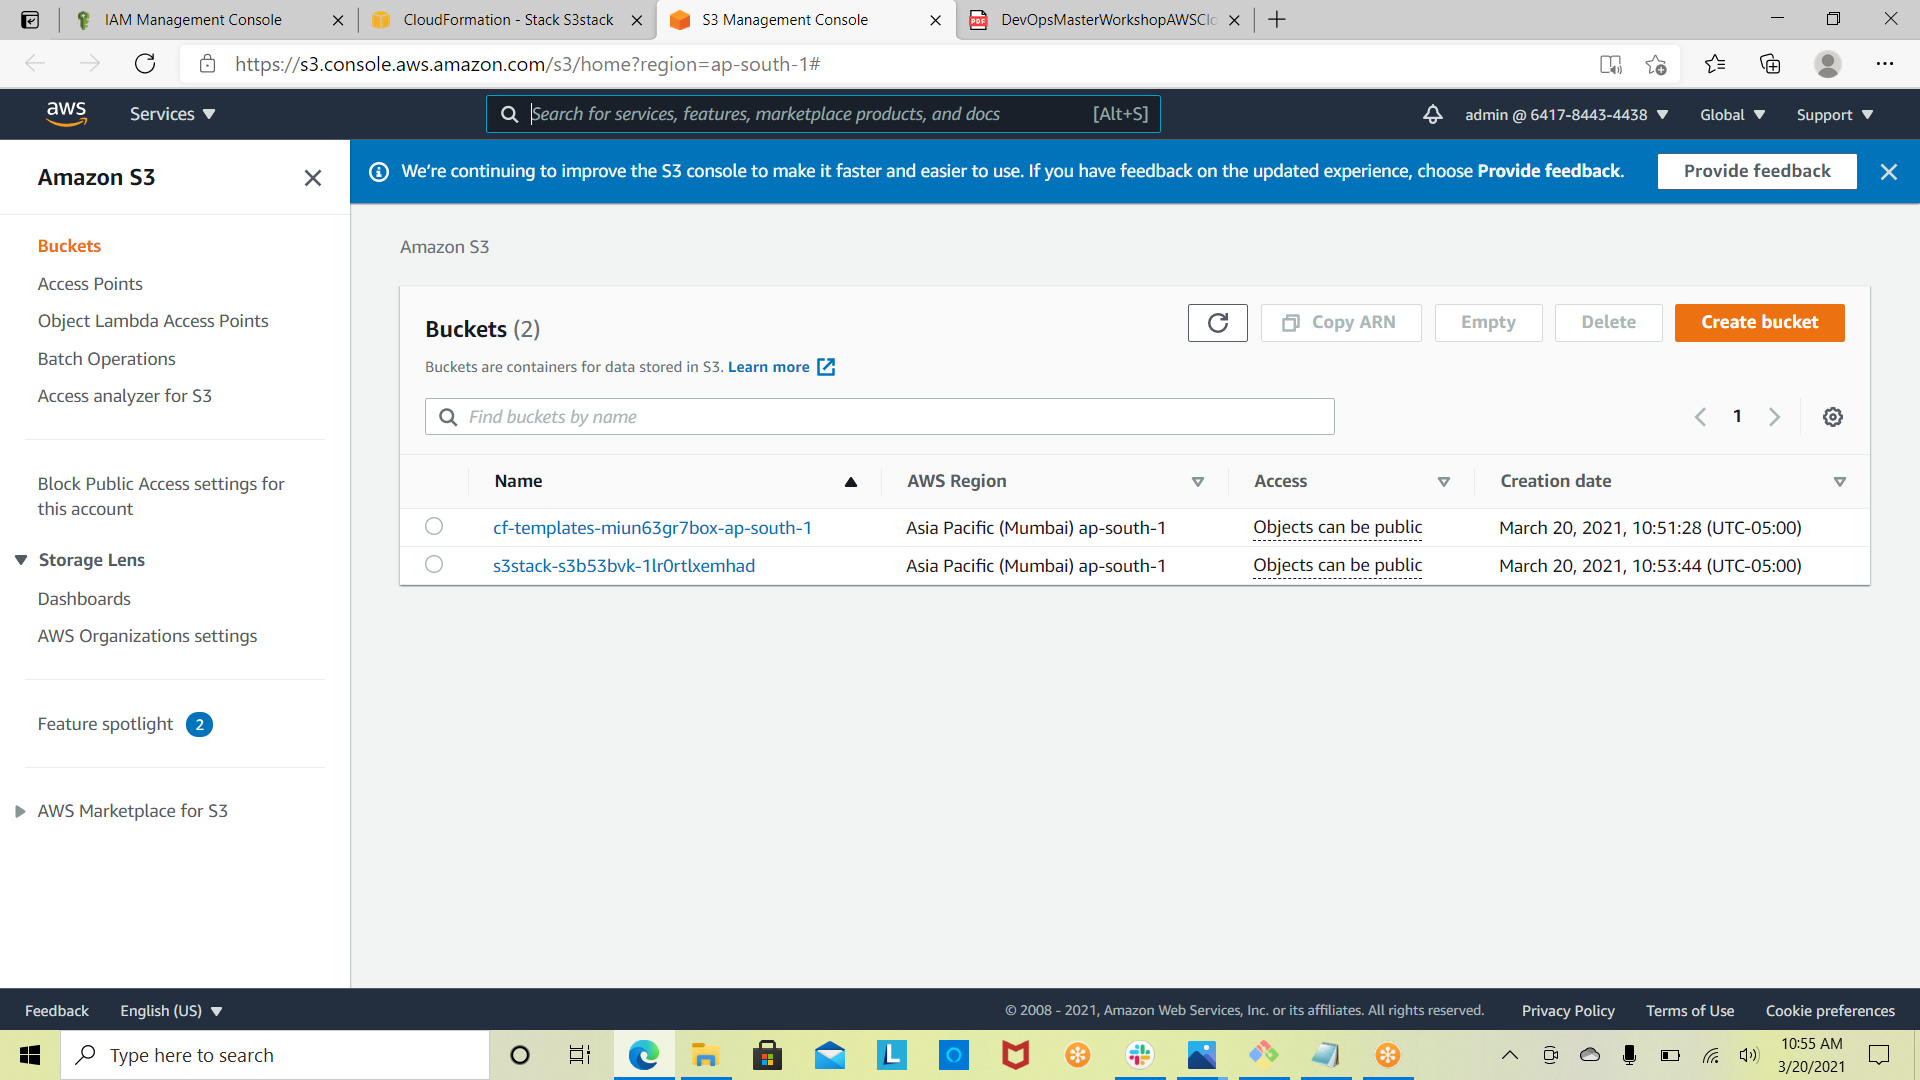 IAM Management Console
CloudFormation - Stack S3stack
S3 Management Console
DevOpsMasterWorkshopAWSClo
https://s3.console.aws.amazon.com/s3/home?region=ap-south-1#
aws
Services
Search for services, features, marketplace products, and docs
[Alt+S]
admin @ 6417-8443-4438
Global
Support
Amazon S3
We're continuing to improve the S3 console to make it faster and easier to use. If you have feedback on the updated experience, choose Provide feedback.
Provide feedback
Buckets
Access Points
Object Lambda Access Points
Batch Operations
Access analyzer for S3
Block Public Access settings for
this account
Storage Lens
Dashboards
AWS Organizations settings
Feature spotlight 2
AWS Marketplace for S3
Amazon S3
Buckets (2)
Copy ARN
Empty
Delete
Create bucket
Buckets are containers for data stored in S3. Learn more
Find buckets by name
1
Name
AWS Region
Access
Creation date
cf-templates-miun63gr7box-ap-south-1
Asia Pacific (Mumbai) ap-south-1
Objects can be public
March 20, 2021, 10:51:28 (UTC-05:00)
s3stack-s3b53bvk-1lr0rtlxemhad
Asia Pacific (Mumbai) ap-south-1
Objects can be public
March 20, 2021, 10:53:44 (UTC-05:00)
Feedback
English (US)
© 2008 - 2021, Amazon Web Services, Inc. or its affiliates. All rights reserved.
Privacy Policy
Terms of Use
Cookie preferences
Type here to search
L
10:55 AM
3/20/2021